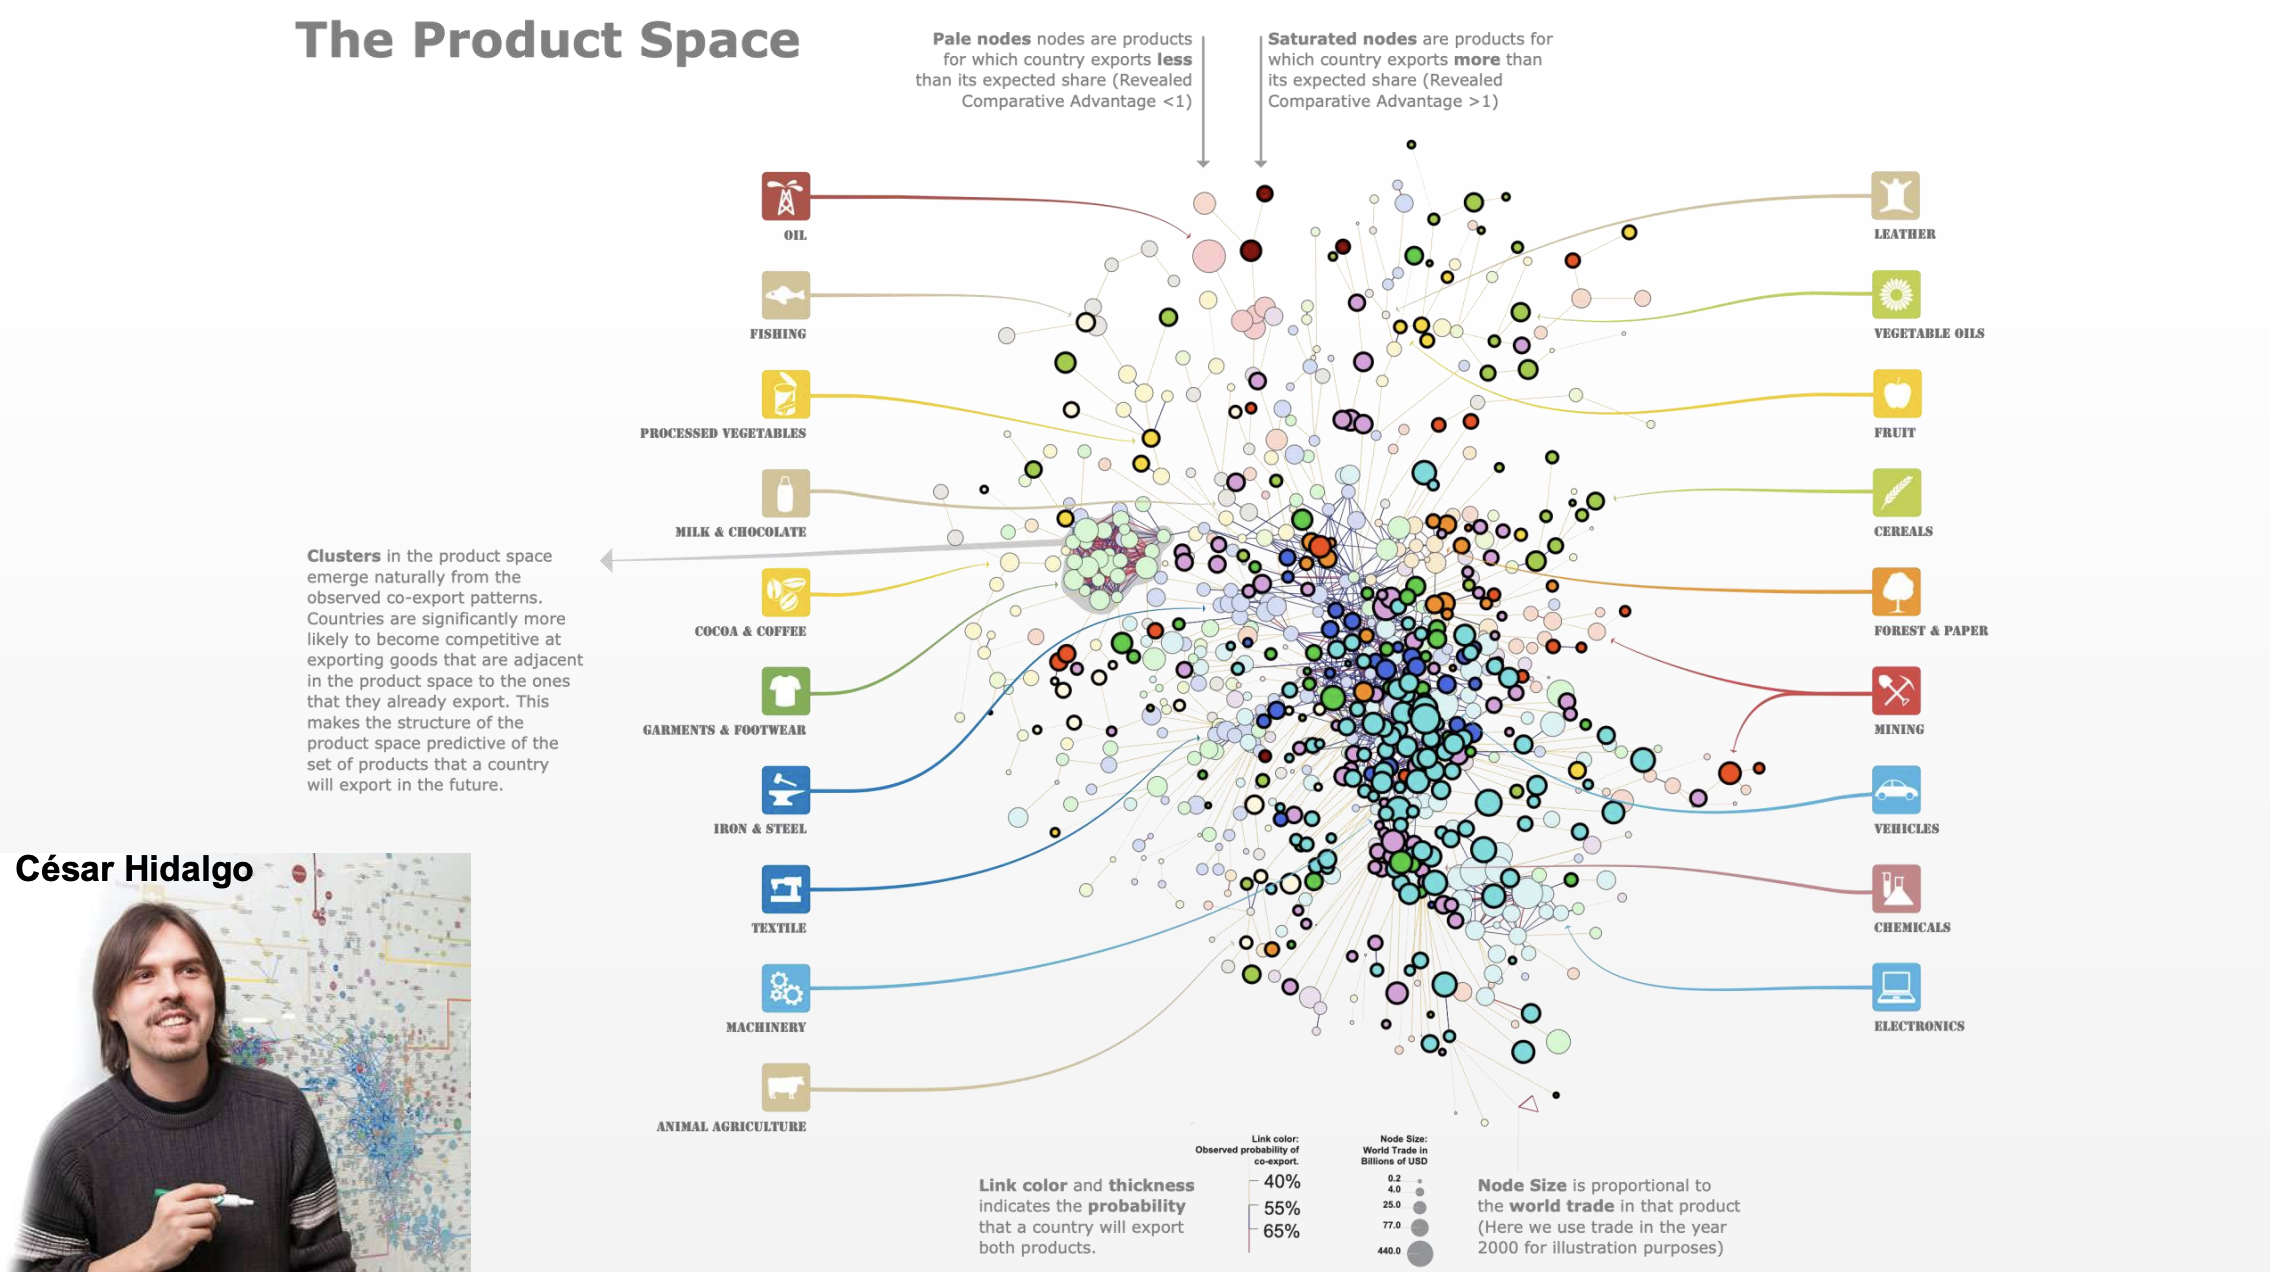 The Product Space
Pale nodes nodes are products
for which country exports less
than its expected share (Revealed
Comparative Advantage <1)
Saturated nodes are products for
which country exports more than
its expected share (Revealed
Comparative Advantage >1)
OIL
FISHING
PROCESSED VEGETABLES
MILK & CHOCOLATE
COCOA & COFFEE
GARMENTS & FOOTWEAR
IRON & STEEL
TEXTILE
MACHINERY
ANIMAL AGRICULTURE
LEATHER
VEGETABLE OILS
FRUIT
CEREALS
FOREST & PAPER
MINING
VEHICLES
CHEMICALS
ELECTRONICS
Clusters in the product space
emerge naturally from the
observed co-export patterns.
Countries are significantly more
likely to become competitive at
exporting goods that are adjacent
in the product space to the ones
that they already export. This
makes the structure of the
product space predictive of the
set of products that a country
will export in the future.
César Hidalgo
Link color and thickness
indicates the probability
that a country will export
both products.
Link color:
Observed probability of
co-export.
40%
55%
65%
Node Size:
World Trade in
Billions of USD
0.2
4.0
25.0
77.0
440.0
Node Size is proportional to
the world trade in that product
(Here we use trade in the year
2000 for illustration purposes)